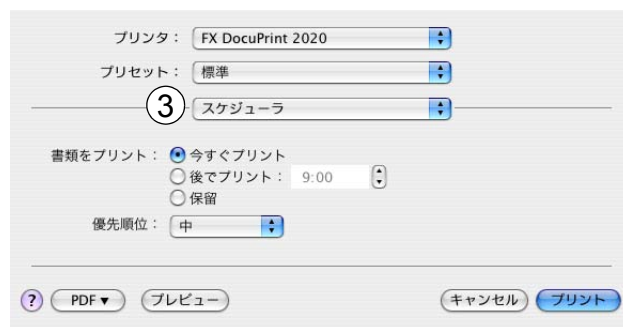 プリンタ： FX DocuPrint 2020
プリセット： 標準
③ スケジューラ
書類をプリント： 今すぐプリント
後でプリント： 9:00
保留
優先順位： 中
? PDF▼ プレビュー キャンセル プリント